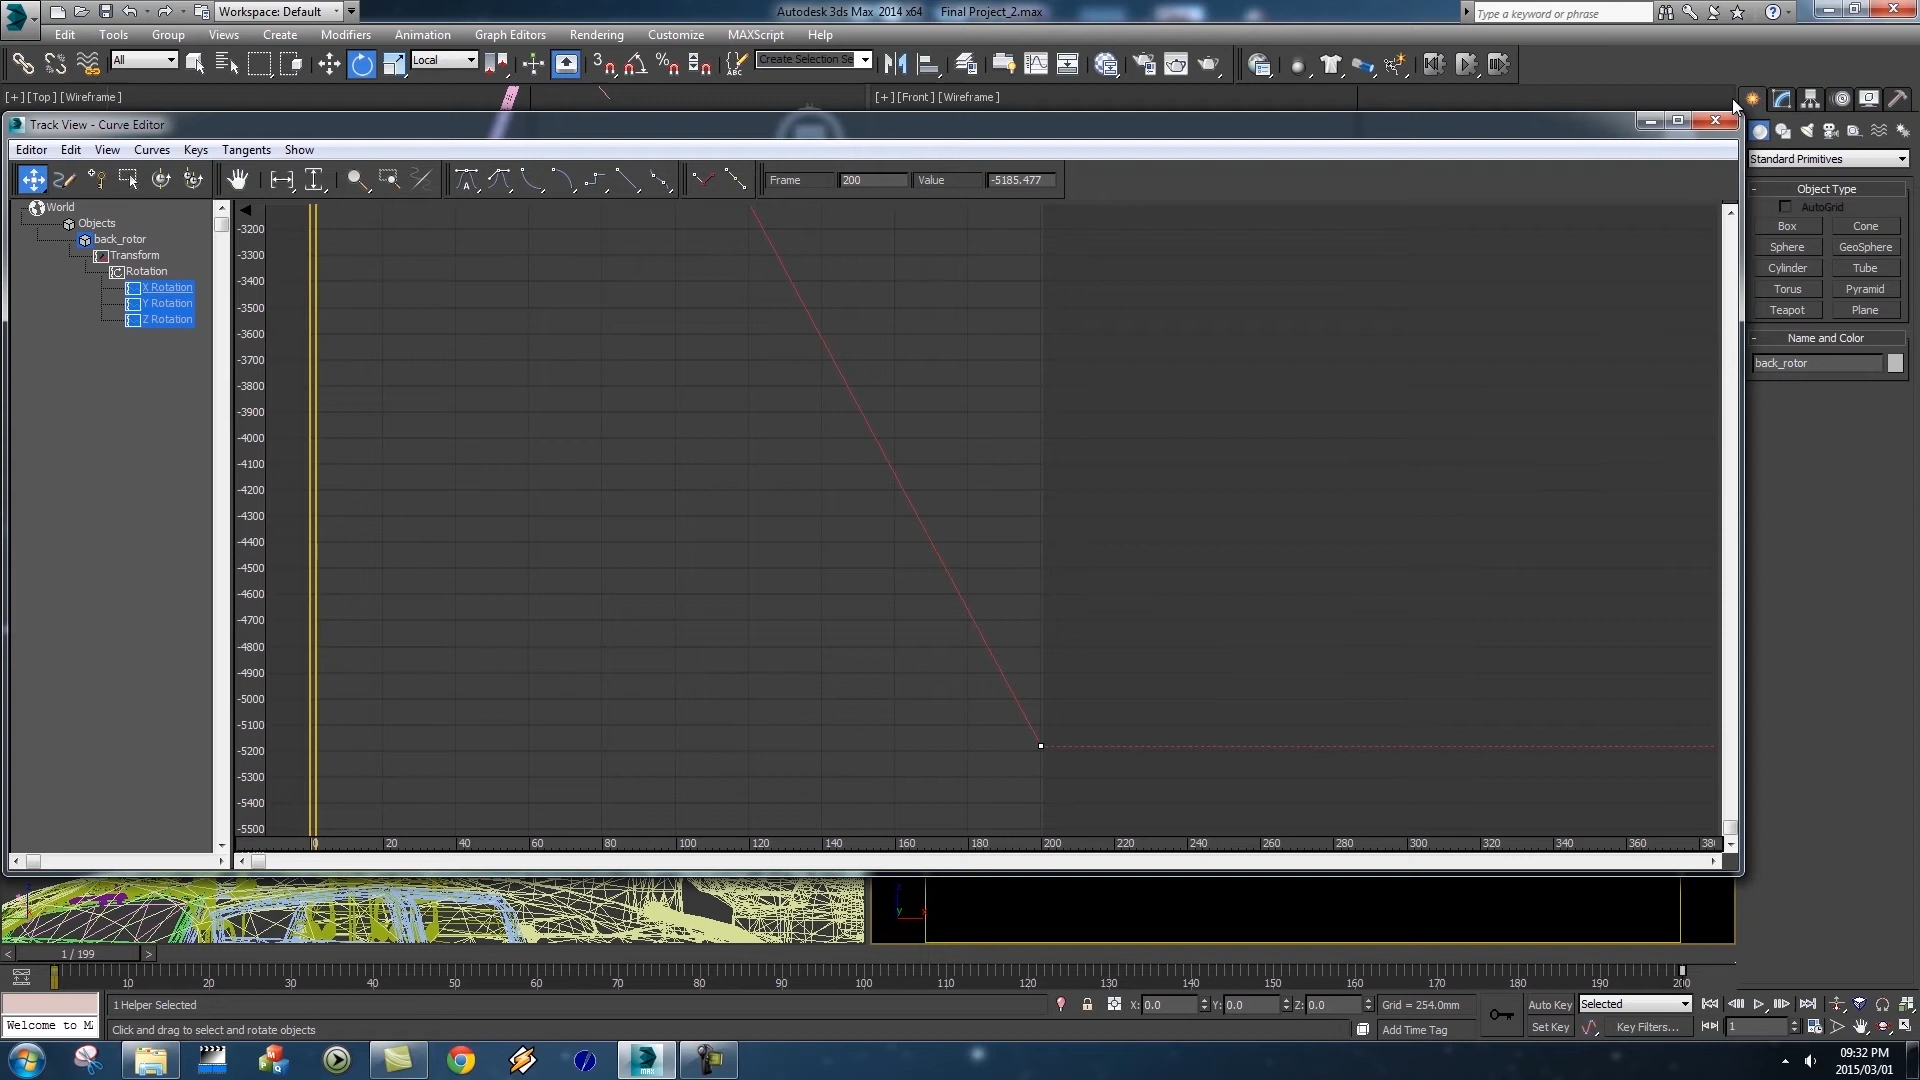 Workspace: Default
Autodesk 3ds Max 2014 x64 Final Project_2.max
Type a keyword or phrase
Edit Tools Group Views Create Modifiers Animation Graph Editors Rendering Customize MAXScript Help
All Local Create Selection Se
[+] [Top] [Wireframe]
[+] [Front] [Wireframe]
Track View - Curve Editor
Editor Edit View Curves Keys Tangents Show
Frame 200 Value -5185.477
World
Objects
back_rotor
Transform
Rotation
X Rotation
Y Rotation
Z Rotation
-3200
-3300
-3400
-3500
-3600
-3700
-3800
-3900
-4000
-4100
-4200
-4300
-4400
-4500
-4600
-4700
-4800
-4900
-5000
-5100
-5200
-5300
-5400
-5500
0 20 40 60 80 100 120 140 160 180 200 220 240 260 280 300 320 340 360
Standard Primitives
Object Type
AutoGrid
Box Cone
Sphere GeoSphere
Cylinder Tube
Torus Pyramid
Teapot Plane
Name and Color
back_rotor
z
y
< 1 / 199 >
10 20 30 40 50 60 70 80 90 100 110 120 130 140 150 160 170 180 190 200
1 Helper Selected
X: 0.0 Y: 0.0 Z: 0.0 Grid = 254.0mm
Auto Key Selected
Welcome to M
Click and drag to select and rotate objects
Add Time Tag
Set Key Key Filters... 1
09:32 PM
2015/03/01